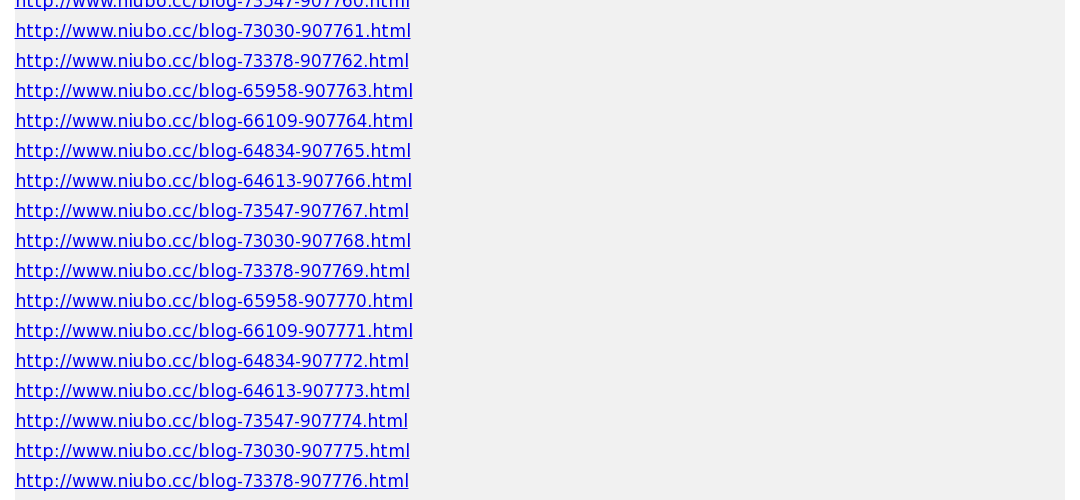 http://www.niubo.cc/blog-73547-907760.html
http://www.niubo.cc/blog-73030-907761.html
http://www.niubo.cc/blog-73378-907762.html
http://www.niubo.cc/blog-65958-907763.html
http://www.niubo.cc/blog-66109-907764.html
http://www.niubo.cc/blog-64834-907765.html
http://www.niubo.cc/blog-64613-907766.html
http://www.niubo.cc/blog-73547-907767.html
http://www.niubo.cc/blog-73030-907768.html
http://www.niubo.cc/blog-73378-907769.html
http://www.niubo.cc/blog-65958-907770.html
http://www.niubo.cc/blog-66109-907771.html
http://www.niubo.cc/blog-64834-907772.html
http://www.niubo.cc/blog-64613-907773.html
http://www.niubo.cc/blog-73547-907774.html
http://www.niubo.cc/blog-73030-907775.html
http://www.niubo.cc/blog-73378-907776.html